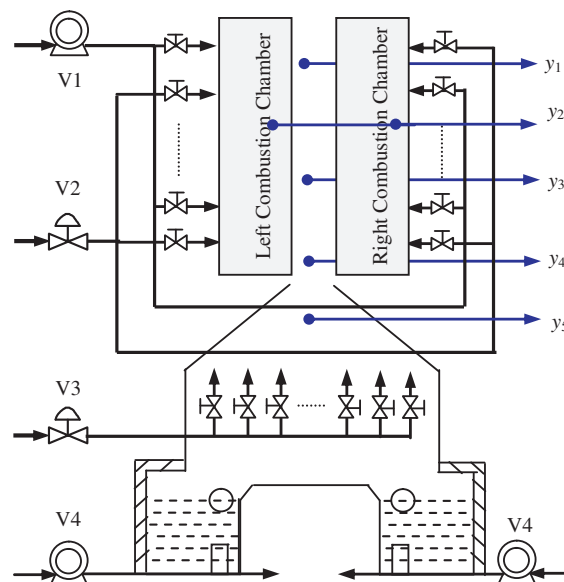 V1
V2
V3
V4
V4
Left Combustion Chamber
Right Combustion Chamber
y1
y2
y3
y4
y5